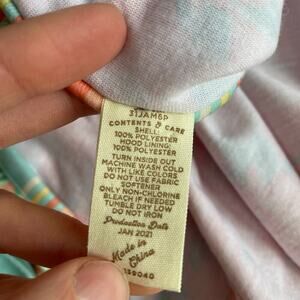 31JAM6P
CONTENTS & CARE
SHELL:
100% POLYESTER
HOOD LINING:
100% POLYESTER
TURN INSIDE OUT
MACHINE WASH COLD
WITH LIKE COLORS
DO NOT USE FABRIC
SOFTENER
ONLY NON-CHLORINE
BLEACH IF NEEDED
TUMBLE DRY LOW
DO NOT IRON
Production Date
JAN 2021
Made in
China
139040